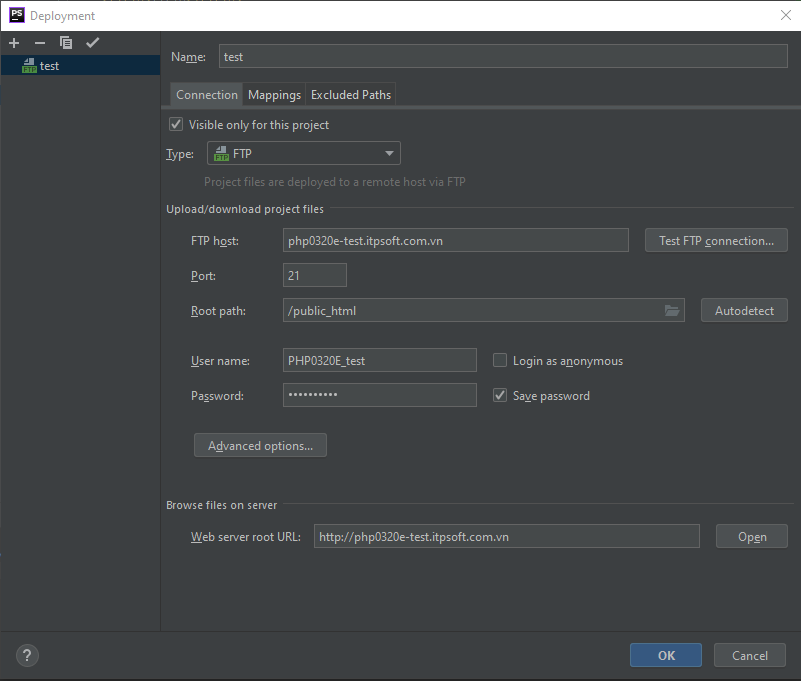 PS Deployment
FTP test
Name: test
Connection Mappings Excluded Paths
Visible only for this project
Type: FTP FTP
Project files are deployed to a remote host via FTP
Upload/download project files
FTP host: php0320e-test.itpsoft.com.vn Test FTP connection...
Port: 21
Root path: /public_html Autodetect
User name: PHP0320E_test Login as anonymous
Password: •••••••••• Save password
Advanced options...
Browse files on server
Web server root URL: http://php0320e-test.itpsoft.com.vn Open
? OK Cancel